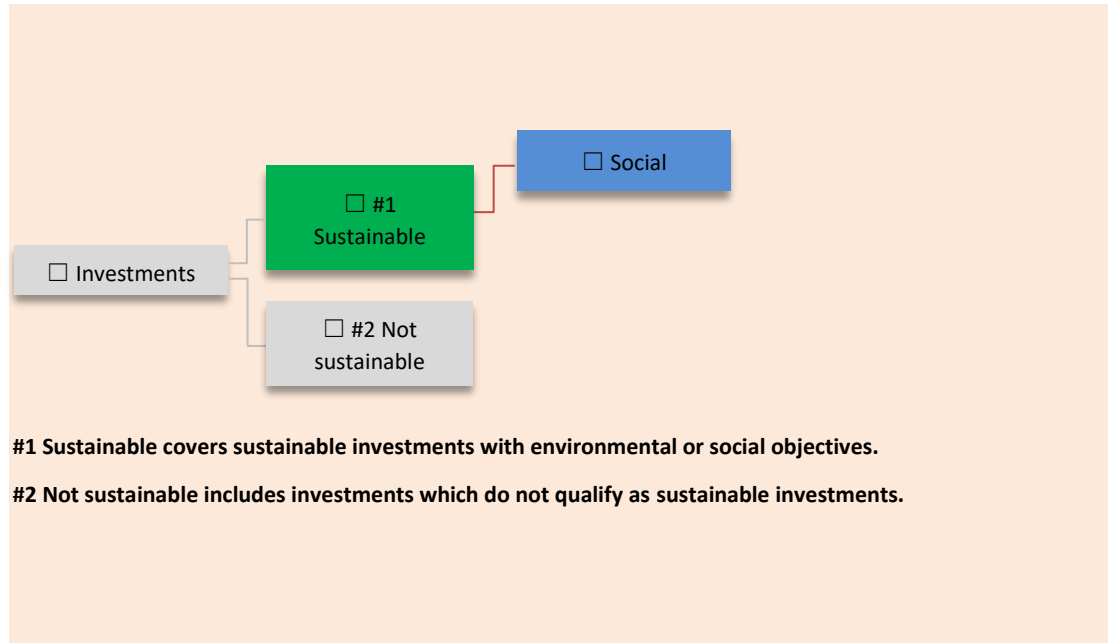 ☐ Social
☐ #1
Sustainable
☐ Investments
☐ #2 Not
sustainable
#1 Sustainable covers sustainable investments with environmental or social objectives.
#2 Not sustainable includes investments which do not qualify as sustainable investments.